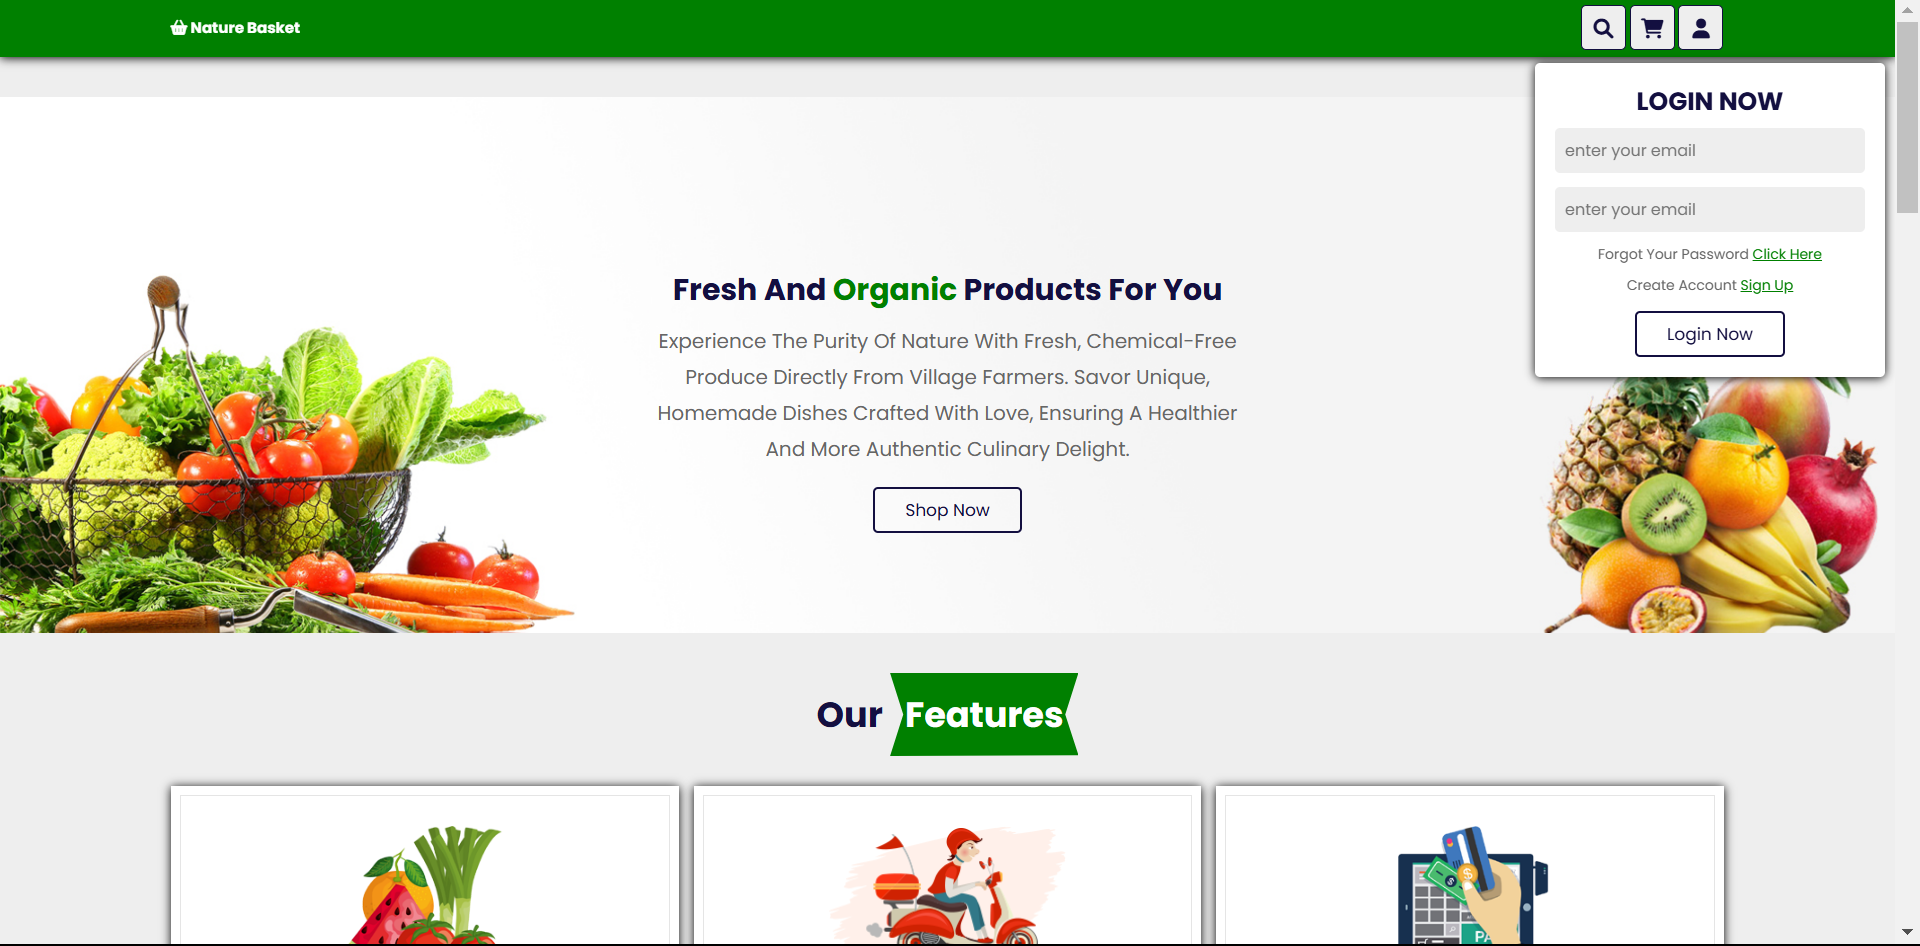 Nature Basket
LOGIN NOW
enter your email
enter your email
Forgot Your Password Click Here
Create Account Sign Up
Login Now
Fresh And Organic Products For You
Experience The Purity Of Nature With Fresh, Chemical-Free
Produce Directly From Village Farmers. Savor Unique,
Homemade Dishes Crafted With Love, Ensuring A Healthier
And More Authentic Culinary Delight.
Shop Now
Our Features